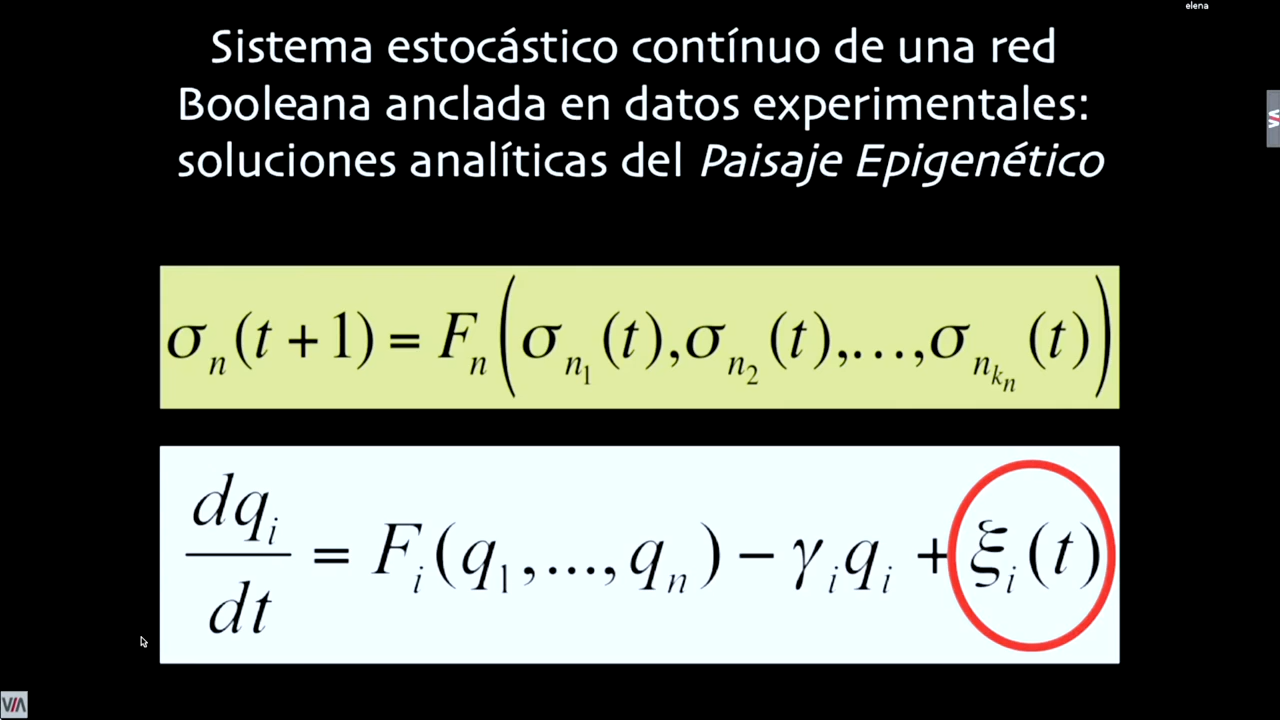 elena
Sistema estocástico contínuo de una red
Booleana anclada en datos experimentales:
soluciones analíticas del Paisaje Epigenético
σₙ(t + 1) = Fₙ(σₙ₁(t), σₙ₂(t),..., σₙₖₙ(t))
dqᵢ/dt = Fᵢ(q₁,..., qₙ) − γᵢqᵢ + ξᵢ(t)
VIA